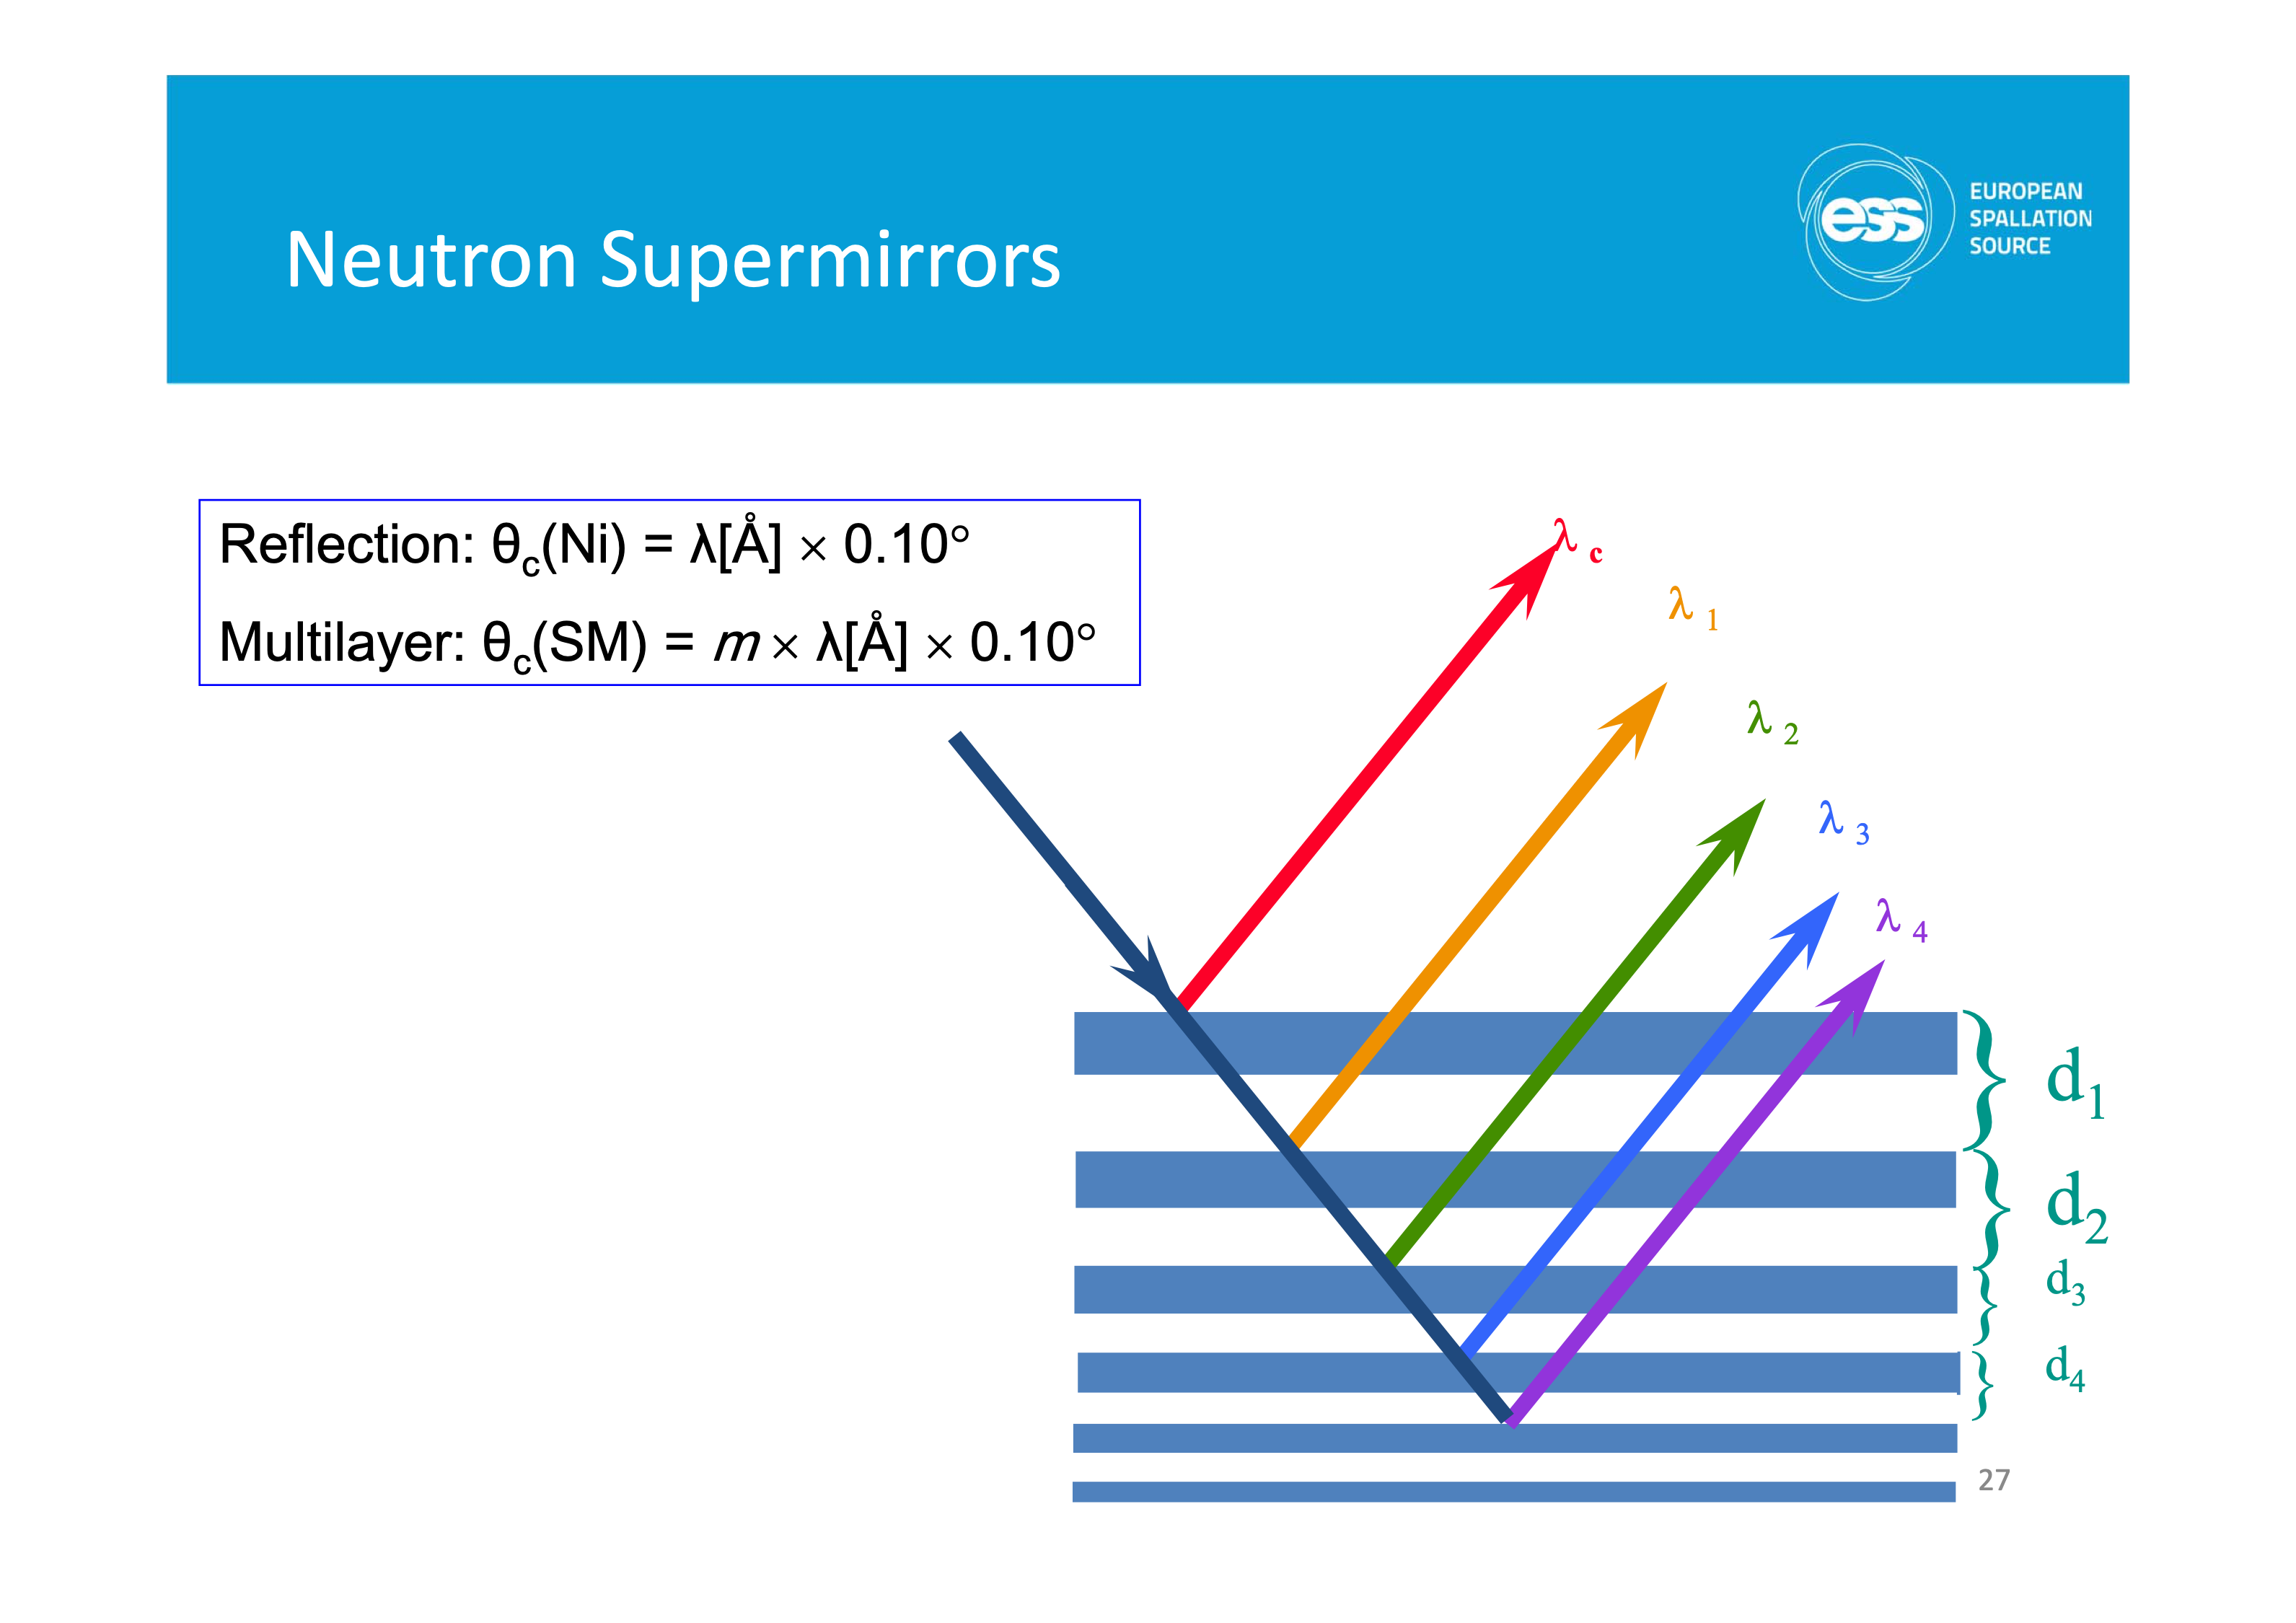 Neutron Supermirrors
ess
EUROPEAN
SPALLATION
SOURCE
Reflection: θc(Ni) = λ[Å] × 0.10°
Multilayer: θc(SM) = m × λ[Å] × 0.10°
λ c
λ 1
λ 2
λ 3
λ 4
d1
d2
d3
d4
27